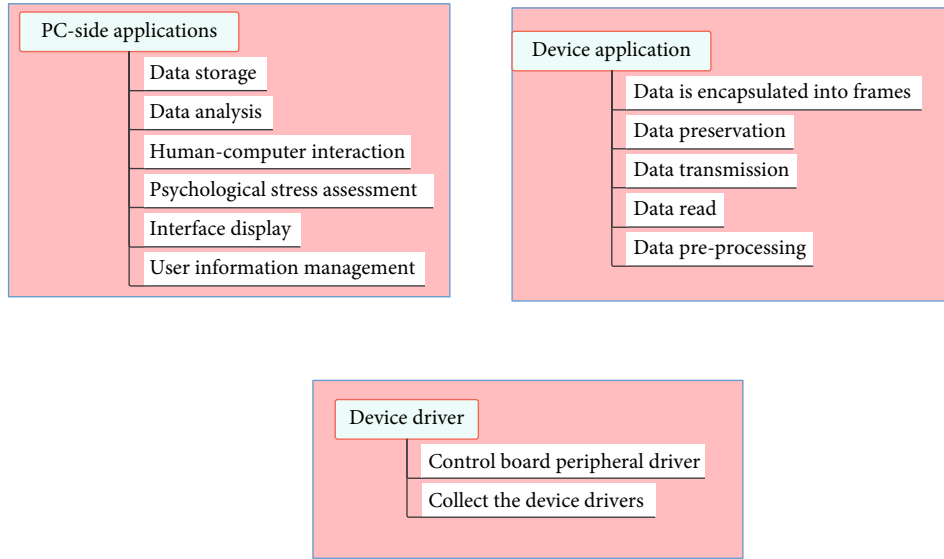 PC-side applications
Data storage
Data analysis
Human-computer interaction
Psychological stress assessment
Interface display
User information management
Device application
Data is encapsulated into frames
Data preservation
Data transmission
Data read
Data pre-processing
Device driver
Control board peripheral driver
Collect the device drivers